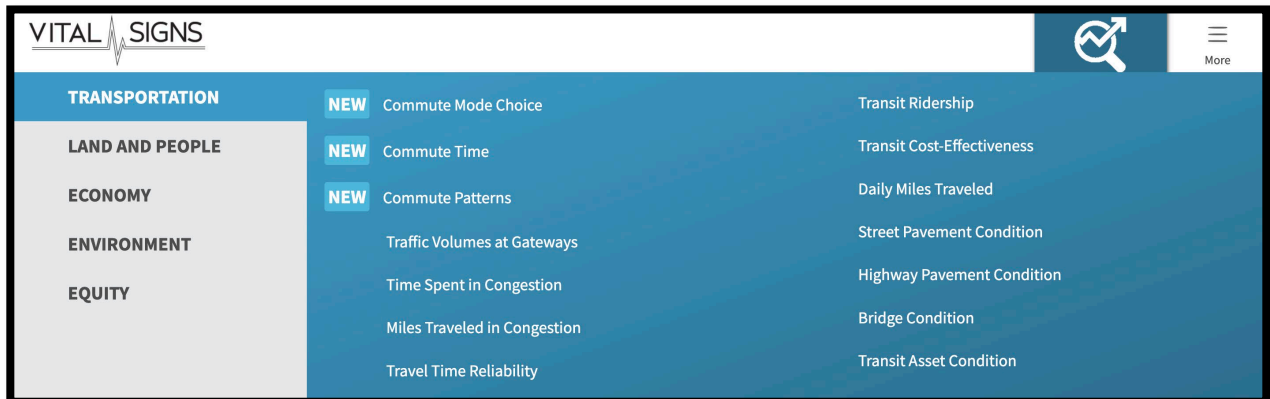 VITAL SIGNS
More
TRANSPORTATION
LAND AND PEOPLE
ECONOMY
ENVIRONMENT
EQUITY
NEW Commute Mode Choice
NEW Commute Time
NEW Commute Patterns
Traffic Volumes at Gateways
Time Spent in Congestion
Miles Traveled in Congestion
Travel Time Reliability
Transit Ridership
Transit Cost-Effectiveness
Daily Miles Traveled
Street Pavement Condition
Highway Pavement Condition
Bridge Condition
Transit Asset Condition